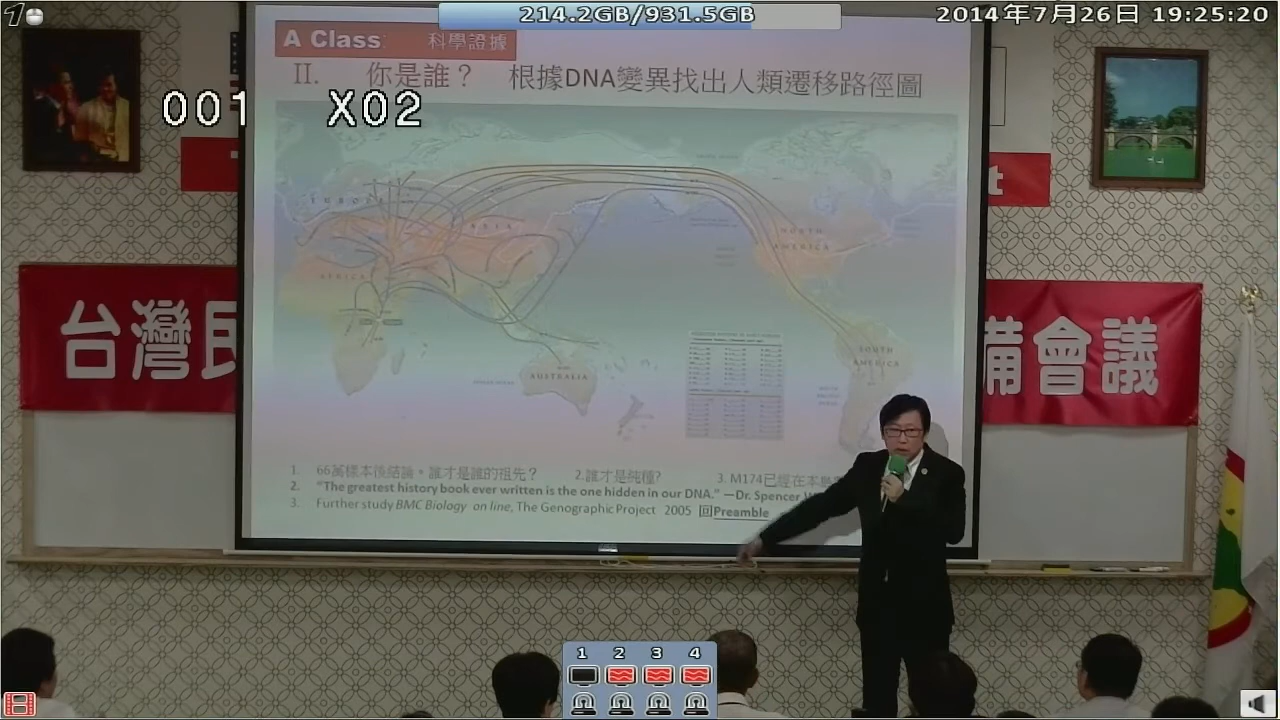 214.2GB/931.5GB
2014年7月26日 19:25:20
A Class: 科學證據
II. 你是誰？ 根據DNA變異找出人類遷移路徑圖
001 X02
t
EUROPE
ASIA
NORTH
AMERICA
AFRICA
台灣民
備會議
SOUTH
AMERICA
AUSTRALIA
1. 66萬樣本後結論，誰才是誰的祖先？ 2.誰才是純種? 3. M174已經在本
2. “The greatest history book ever written is the one hidden in our DNA.” —Dr. Spencer
3. Further study BMC Biology on line, The Genographic Project 2005 回Preamble
1 2 3 4